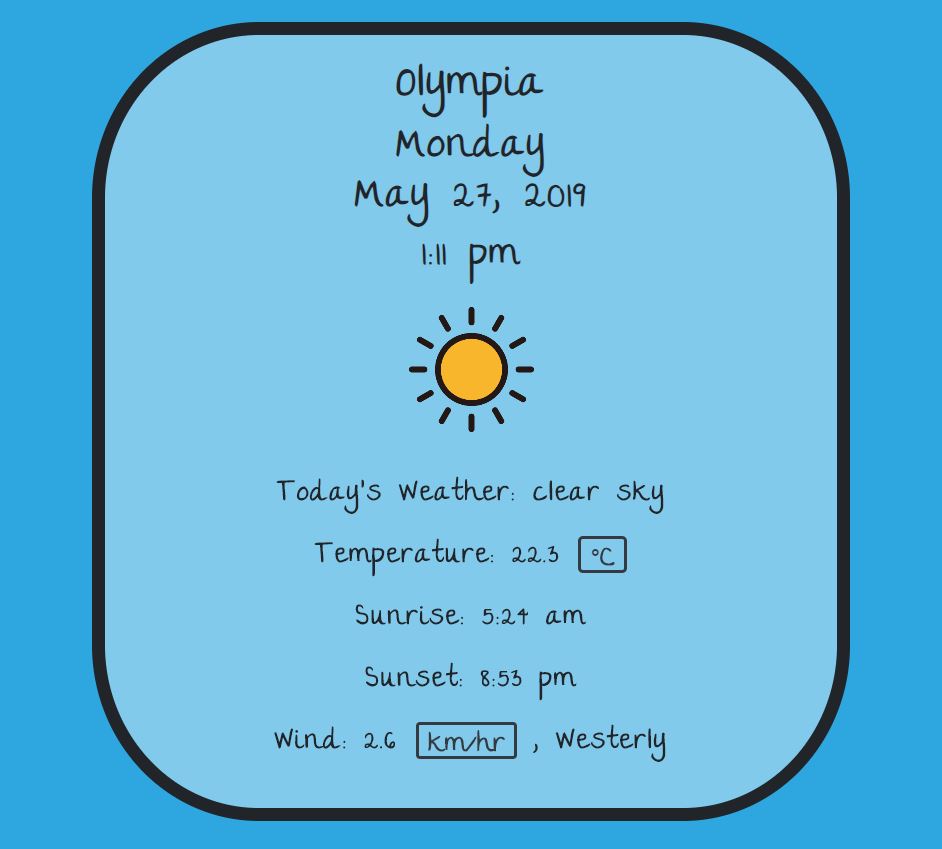 Olympia
Monday
May 27, 2019
1:11 pm
Today's Weather: clear sky
Temperature: 22.3 °C
Sunrise: 5:24 am
Sunset: 8:53 pm
Wind: 2.6 km/hr , Westerly